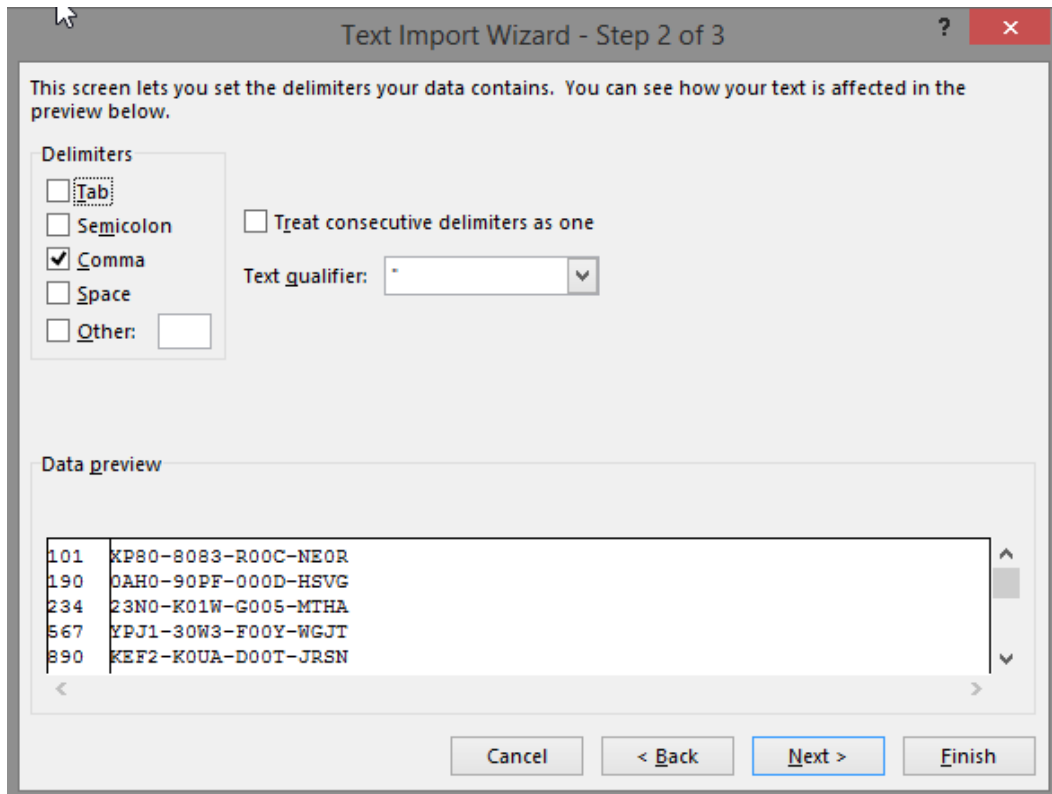 Text Import Wizard - Step 2 of 3
?
This screen lets you set the delimiters your data contains. You can see how your text is affected in the
preview below.
Delimiters
Tab
Semicolon
Comma
Space
Other:
Treat consecutive delimiters as one
Text qualifier: "
Data preview
101 XP80-8083-R00C-NE0R
190 0AH0-90PF-000D-HSVG
234 23N0-K01W-G005-MTHA
567 YPJ1-30W3-F00Y-WGJT
890 KEF2-K0UA-D00T-JRSN
Cancel
< Back
Next >
Finish